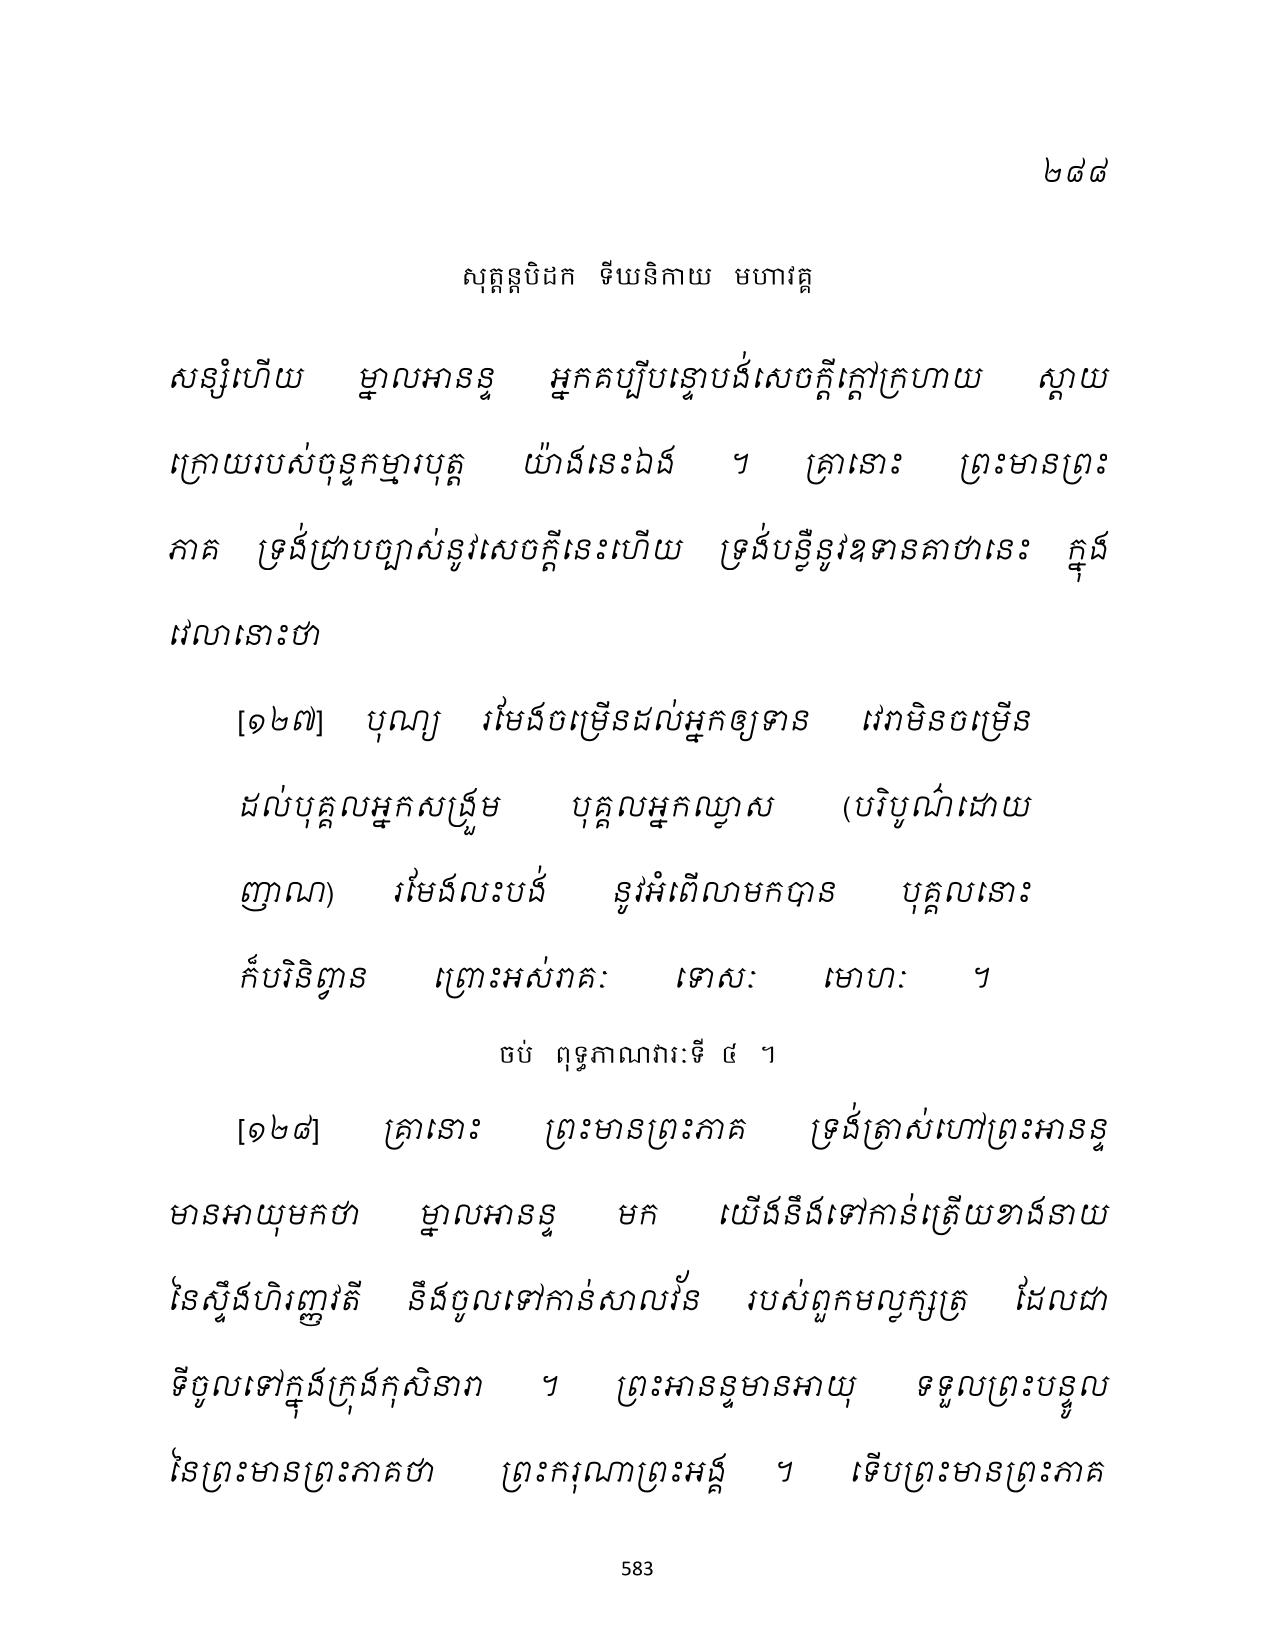 ២៨៨
សុត្តន្តបិដក ទីឃនិកាយ មហាវគ្គ
សន្សំហើយ ម្នាលអានន្ទ អ្នកគប្បីបន្ទោបង់សេចក្តីក្តៅក្រហាយ ស្តាយ
ក្រោយរបស់ចុន្ទកម្មារបុត្ត យ៉ាងនេះឯង ។ គ្រានោះ ព្រះមានព្រះ
ភាគ ទ្រង់ជ្រាបច្បាស់នូវសេចក្តីនេះហើយ ទ្រង់បន្លឺនូវឧទានគាថានេះ ក្នុង
វេលានោះថា
[១២៧] បុណ្យ រមែងចម្រើនដល់អ្នកឲ្យទាន វេរាមិនចម្រើន
ដល់បុគ្គលអ្នកសង្រួម បុគ្គលអ្នកឈ្លាស (បរិបូណ៌ដោយ
ញាណ) រមែងលះបង់ នូវអំពើលាមកបាន បុគ្គលនោះ
ក៏បរិនិព្វាន ព្រោះអស់រាគៈ ទោសៈ មោហៈ ។
ចប់ ពុទ្ធភាណវារៈទី ៤ ។
[១២៨] គ្រានោះ ព្រះមានព្រះភាគ ទ្រង់ត្រាស់ហៅព្រះអានន្ទ
មានអាយុមកថា ម្នាលអានន្ទ មក យើងនឹងទៅកាន់ត្រើយខាងនាយ
នៃស្ទឹងហិរញ្ញវតី នឹងចូលទៅកាន់សាលវ័ន របស់ពួកមល្លក្សត្រ ដែលជា
ទីចូលទៅក្នុងក្រុងកុសិនារា ។ ព្រះអានន្ទមានអាយុ ទទួលព្រះបន្ទូល
នៃព្រះមានព្រះភាគថា ព្រះករុណាព្រះអង្គ ។ ទើបព្រះមានព្រះភាគ
583